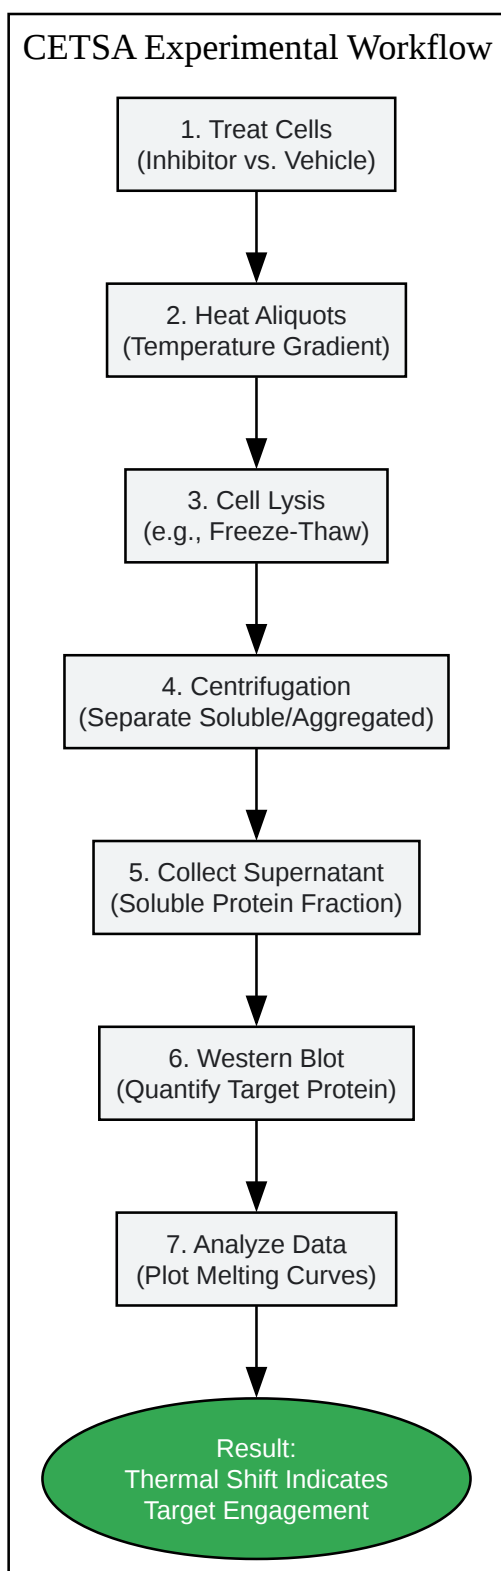 CETSA Experimental Workflow
1. Treat Cells
(Inhibitor vs. Vehicle)
2. Heat Aliquots
(Temperature Gradient)
3. Cell Lysis
(e.g., Freeze-Thaw)
4. Centrifugation
(Separate Soluble/Aggregated)
5. Collect Supernatant
(Soluble Protein Fraction)
6. Western Blot
(Quantify Target Protein)
7. Analyze Data
(Plot Melting Curves)
Result:
Thermal Shift Indicates
Target Engagement